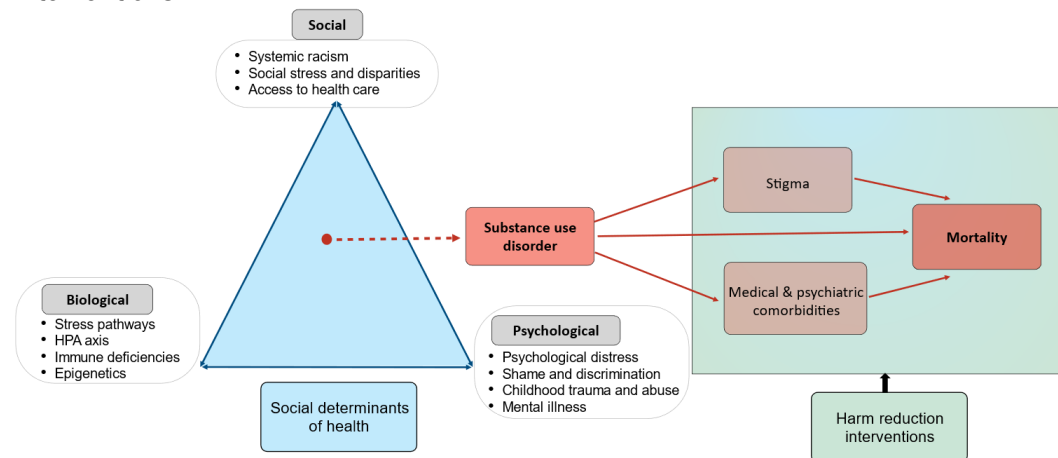 Social
• Systemic racism
• Social stress and disparities
• Access to health care
Stigma
Substance use
disorder
Mortality
Medical & psychiatric
comorbidities
Biological
• Stress pathways
• HPA axis
• Immune deficiencies
• Epigenetics
Psychological
• Psychological distress
• Shame and discrimination
• Childhood trauma and abuse
• Mental illness
Social determinants
of health
Harm reduction
interventions